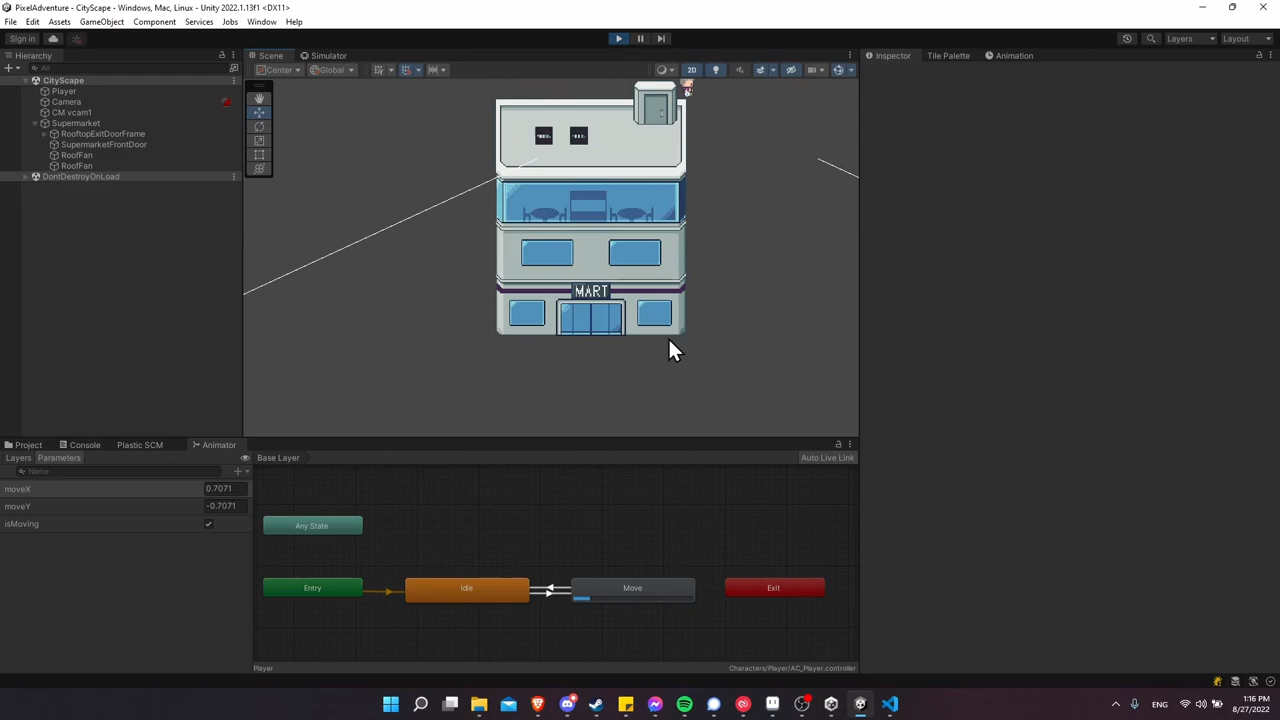 PixelAdventure - CityScape - Windows, Mac, Linux - Unity 2022.1.13f1 <DX11>
File Edit Assets GameObject Component Services Jobs Window Help
Sign in
Layers Layout
Hierarchy
All
CityScape
Player
Camera
CM vcam1
Supermarket
RooftopExitDoorFrame
SupermarketFrontDoor
RoofFan
RoofFan
DontDestroyOnLoad
Scene Simulator
Center Global 2D
MART
Inspector Tile Palette Animation
Project Console Plastic SCM Animator
Layers Parameters Base Layer Auto Live Link
Name
moveX 0.7071
moveY -0.7071
isMoving
Any State
Entry Idle Move Exit
Player Characters/Player/AC_Player.controller
ENG 1:16 PM
8/27/2022